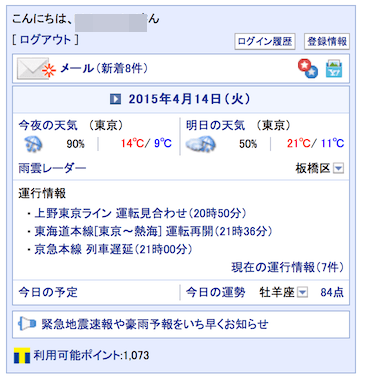 こんにちは、 ん
[ ログアウト ]
ログイン履歴 登録情報
メール(新着8件)
2015年4月14日(火)
今夜の天気 (東京) 明日の天気 (東京)
90% 14℃/ 9℃ 50% 21℃/ 11℃
雨雲レーダー 板橋区
運行情報
・上野東京ライン 運転見合わせ(20時50分)
・東海道本線[東京〜熱海] 運転再開(21時36分)
・京急本線 列車遅延(21時00分)
現在の運行情報(7件)
今日の予定 今日の運勢 牡羊座 84点
緊急地震速報や豪雨予報をいち早くお知らせ
利用可能ポイント:1,073